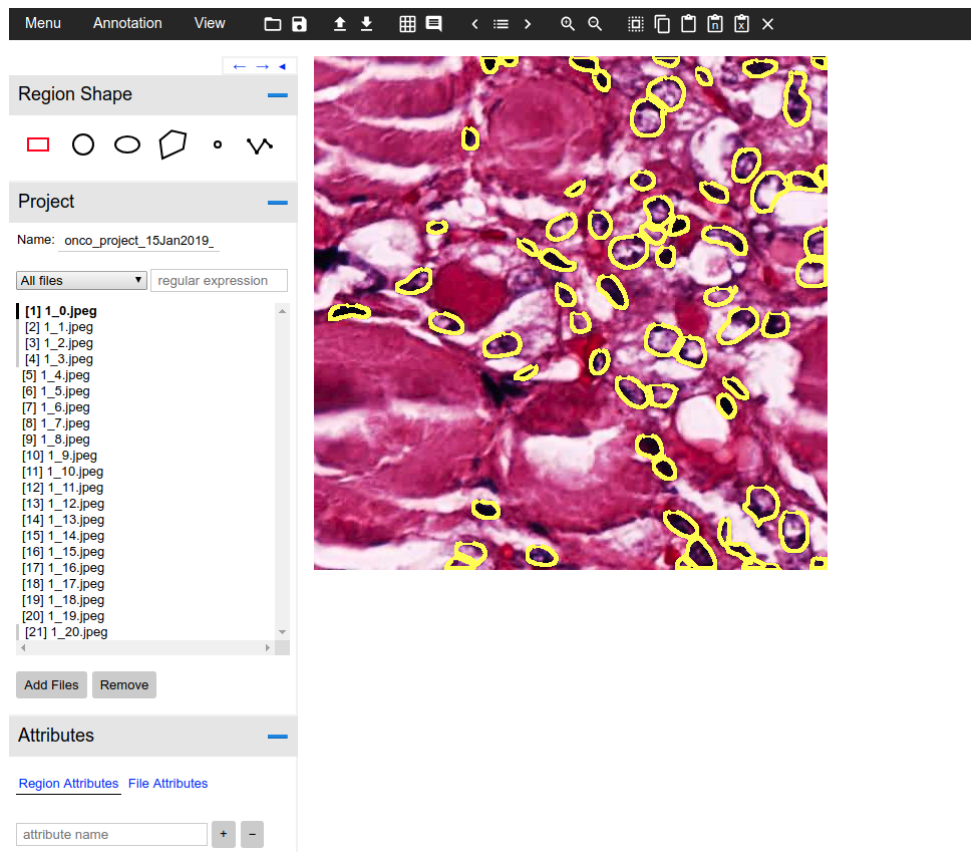 Menu Annotation View
Region Shape
Project
Name: onco_project_15Jan2019_
All files regular expression
[1] 1_0.jpeg
[2] 1_1.jpeg
[3] 1_2.jpeg
[4] 1_3.jpeg
[5] 1_4.jpeg
[6] 1_5.jpeg
[7] 1_6.jpeg
[8] 1_7.jpeg
[9] 1_8.jpeg
[10] 1_9.jpeg
[11] 1_10.jpeg
[12] 1_11.jpeg
[13] 1_12.jpeg
[14] 1_13.jpeg
[15] 1_14.jpeg
[16] 1_15.jpeg
[17] 1_16.jpeg
[18] 1_17.jpeg
[19] 1_18.jpeg
[20] 1_19.jpeg
[21] 1_20.jpeg
Add Files Remove
Attributes
Region Attributes File Attributes
attribute name + −